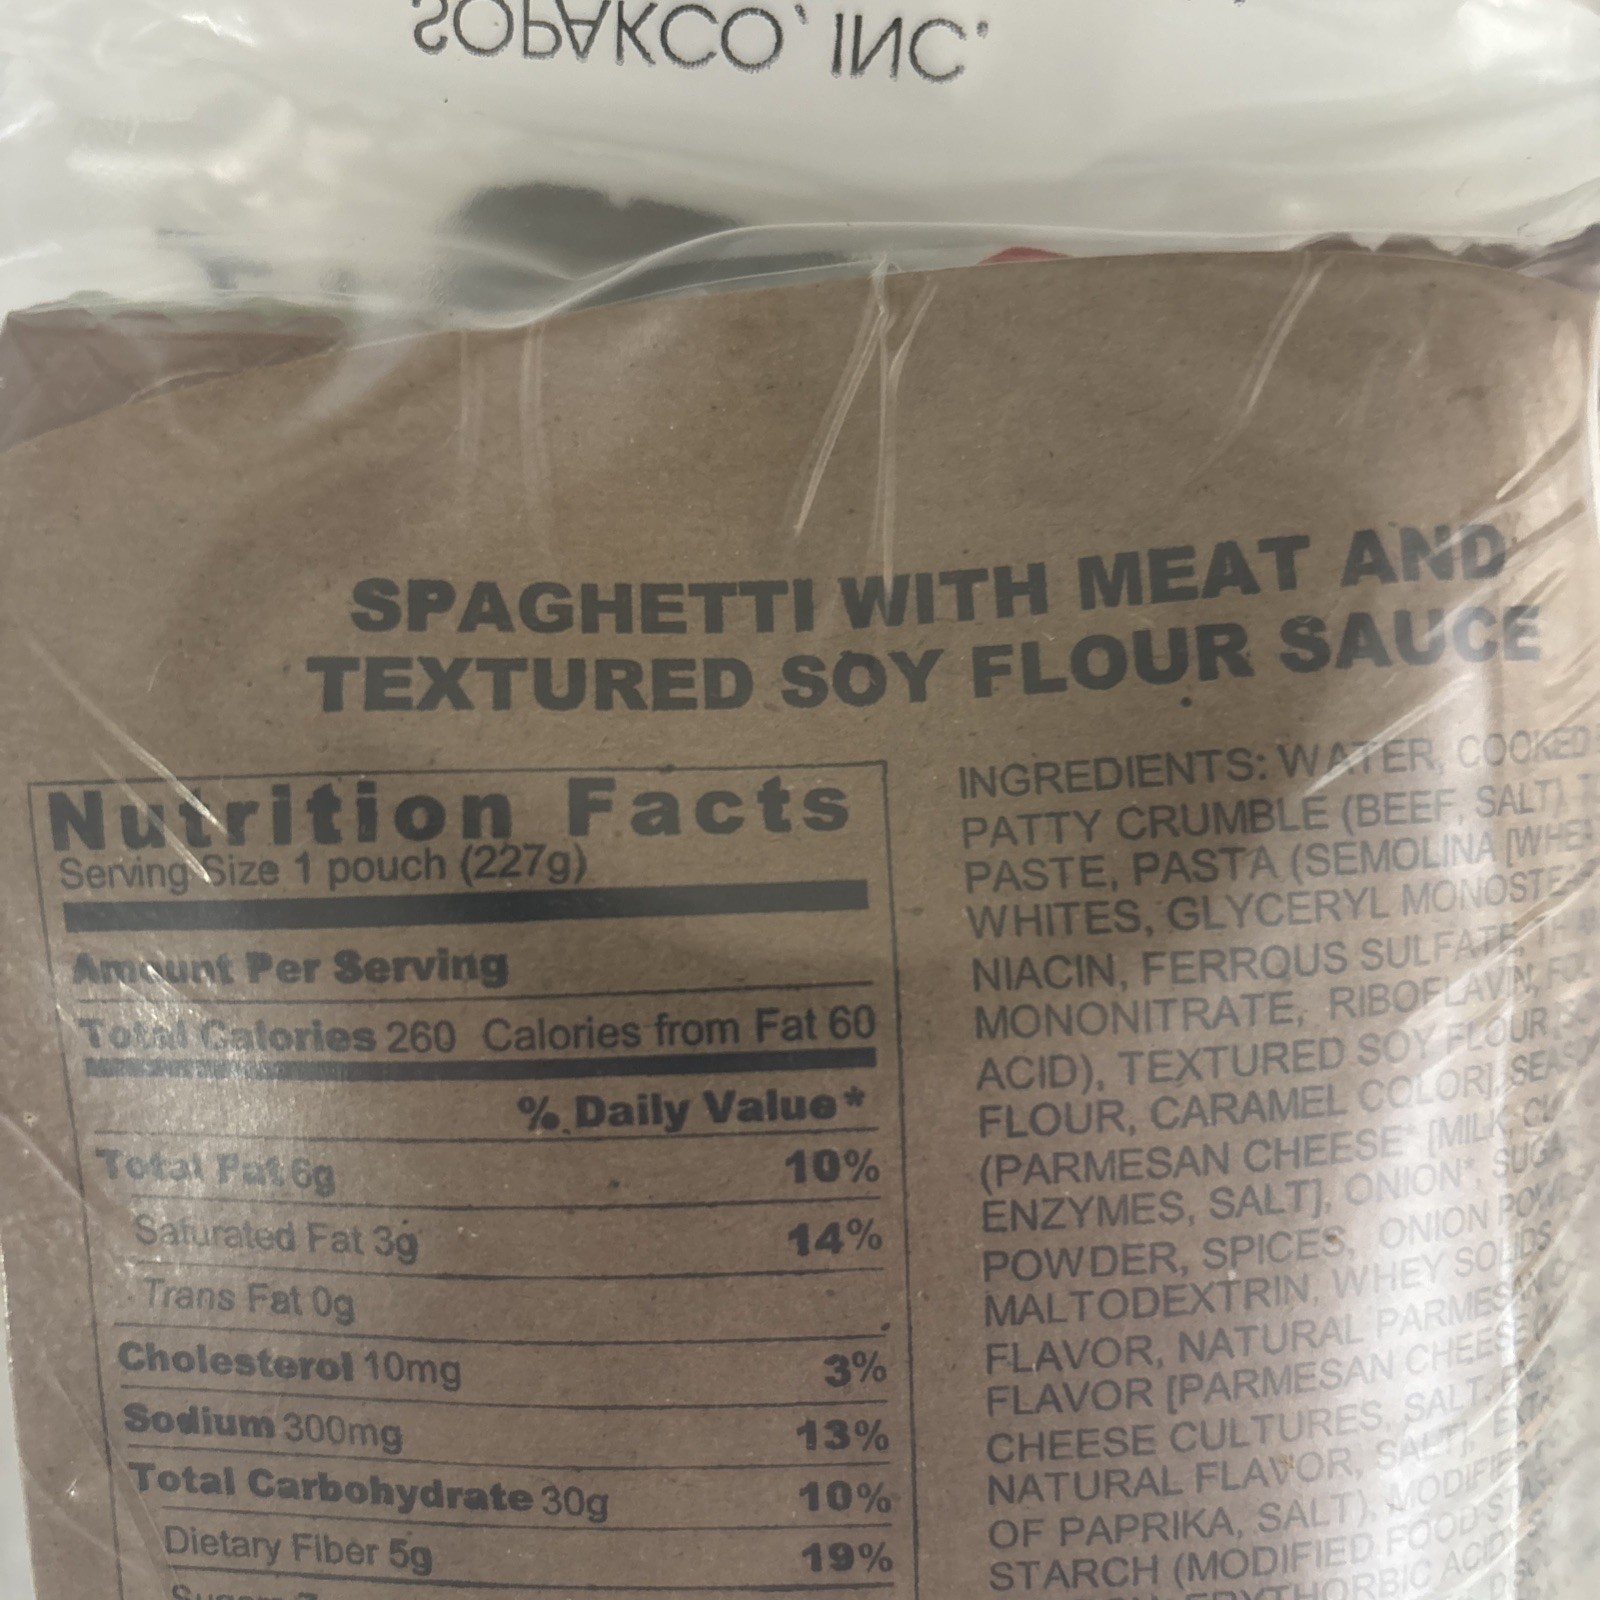 SOPAKCO, INC.
SPAGHETTI WITH MEAT AND
TEXTURED SOY FLOUR SAUCE
Nutrition Facts
Serving Size 1 pouch (227g)
Amount Per Serving
Total Calories 260 Calories from Fat 60
% Daily Value*
Total Fat 6g 10%
Saturated Fat 3g 14%
Trans Fat 0g
Cholesterol 10mg 3%
Sodium 300mg 13%
Total Carbohydrate 30g 10%
Dietary Fiber 5g 19%
INGREDIENTS: WATER, COOKED
PATTY CRUMBLE (BEEF, SALT)
PASTE, PASTA (SEMOLINA
WHITES, GLYCERYL
NIACIN, FERROUS SULFATE,
MONONITRATE, RIBOFLAVIN,
ACID), TEXTURED SOY FLOUR
FLOUR, CARAMEL COLOR],
(PARMESAN CHEESE* [MILK,
ENZYMES, SALT], ONION*,
POWDER, SPICES, ONION
MALTODEXTRIN, WHEY SOLIDS,
FLAVOR, NATURAL
FLAVOR [PARMESAN CHEESE
CHEESE CULTURES, SALT,
NATURAL FLAVOR, SALT],
OF PAPRIKA, SALT),
STARCH (MODIFIED FOOD